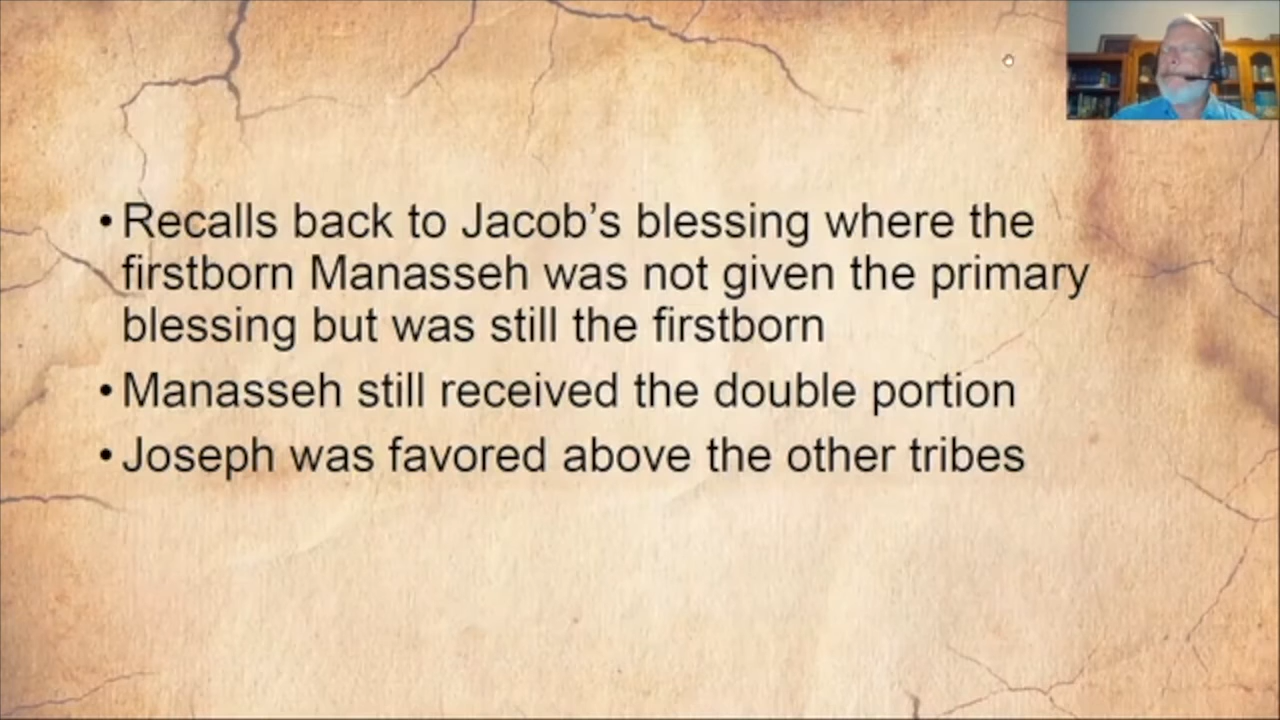 • Recalls back to Jacob’s blessing where the
firstborn Manasseh was not given the primary
blessing but was still the firstborn
• Manasseh still received the double portion
• Joseph was favored above the other tribes